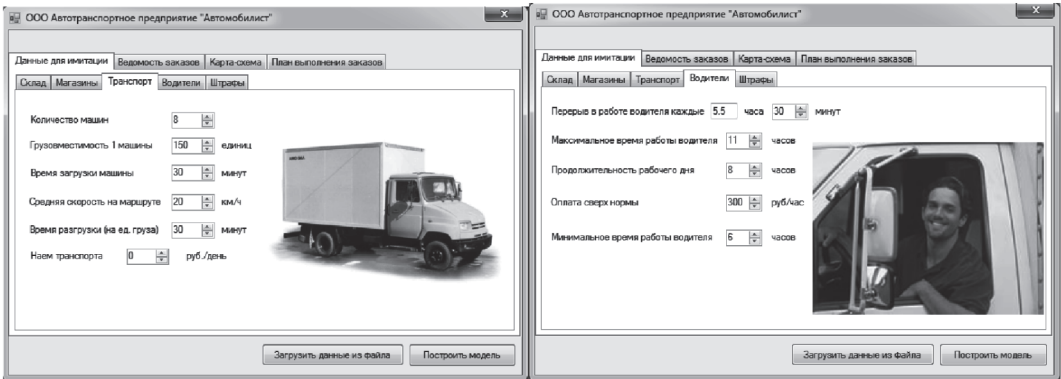 ООО Автотранспортное предприятие "Автомобилист"
Данные для имитации Ведомость заказов Карта-схема План выполнения заказов
Склад Магазины Транспорт Водители Штрафы
Количество машин 8
Грузовместимость 1 машины 150 единиц
Время загрузки машины 30 минут
Средняя скорость на маршруте 20 км/ч
Время разгрузки (на ед. груза) 30 минут
Наем транспорта 0 руб./день
Загрузить данные из файла Построить модель
ООО Автотранспортное предприятие "Автомобилист"
Данные для имитации Ведомость заказов Карта-схема План выполнения заказов
Склад Магазины Транспорт Водители Штрафы
Перерыв в работе водителя каждые 5.5 часа 30 минут
Максимальное время работы водителя 11 часов
Продолжительность рабочего дня 8 часов
Оплата сверх нормы 300 руб/час
Минимальное время работы водителя 6 часов
Загрузить данные из файла Построить модель